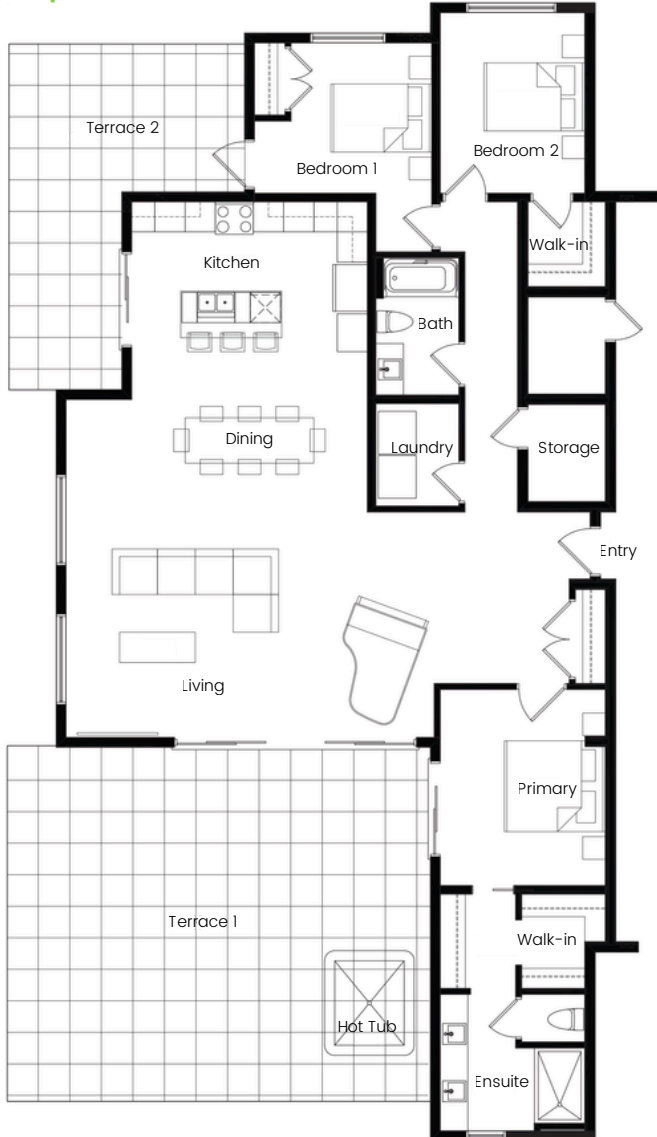 Terrace 2
Bedroom 1
Bedroom 2
Walk-in
Kitchen
Bath
Dining
Laundry
Storage
Entry
Living
Primary
Terrace 1
Walk-in
Hot Tub
Ensuite